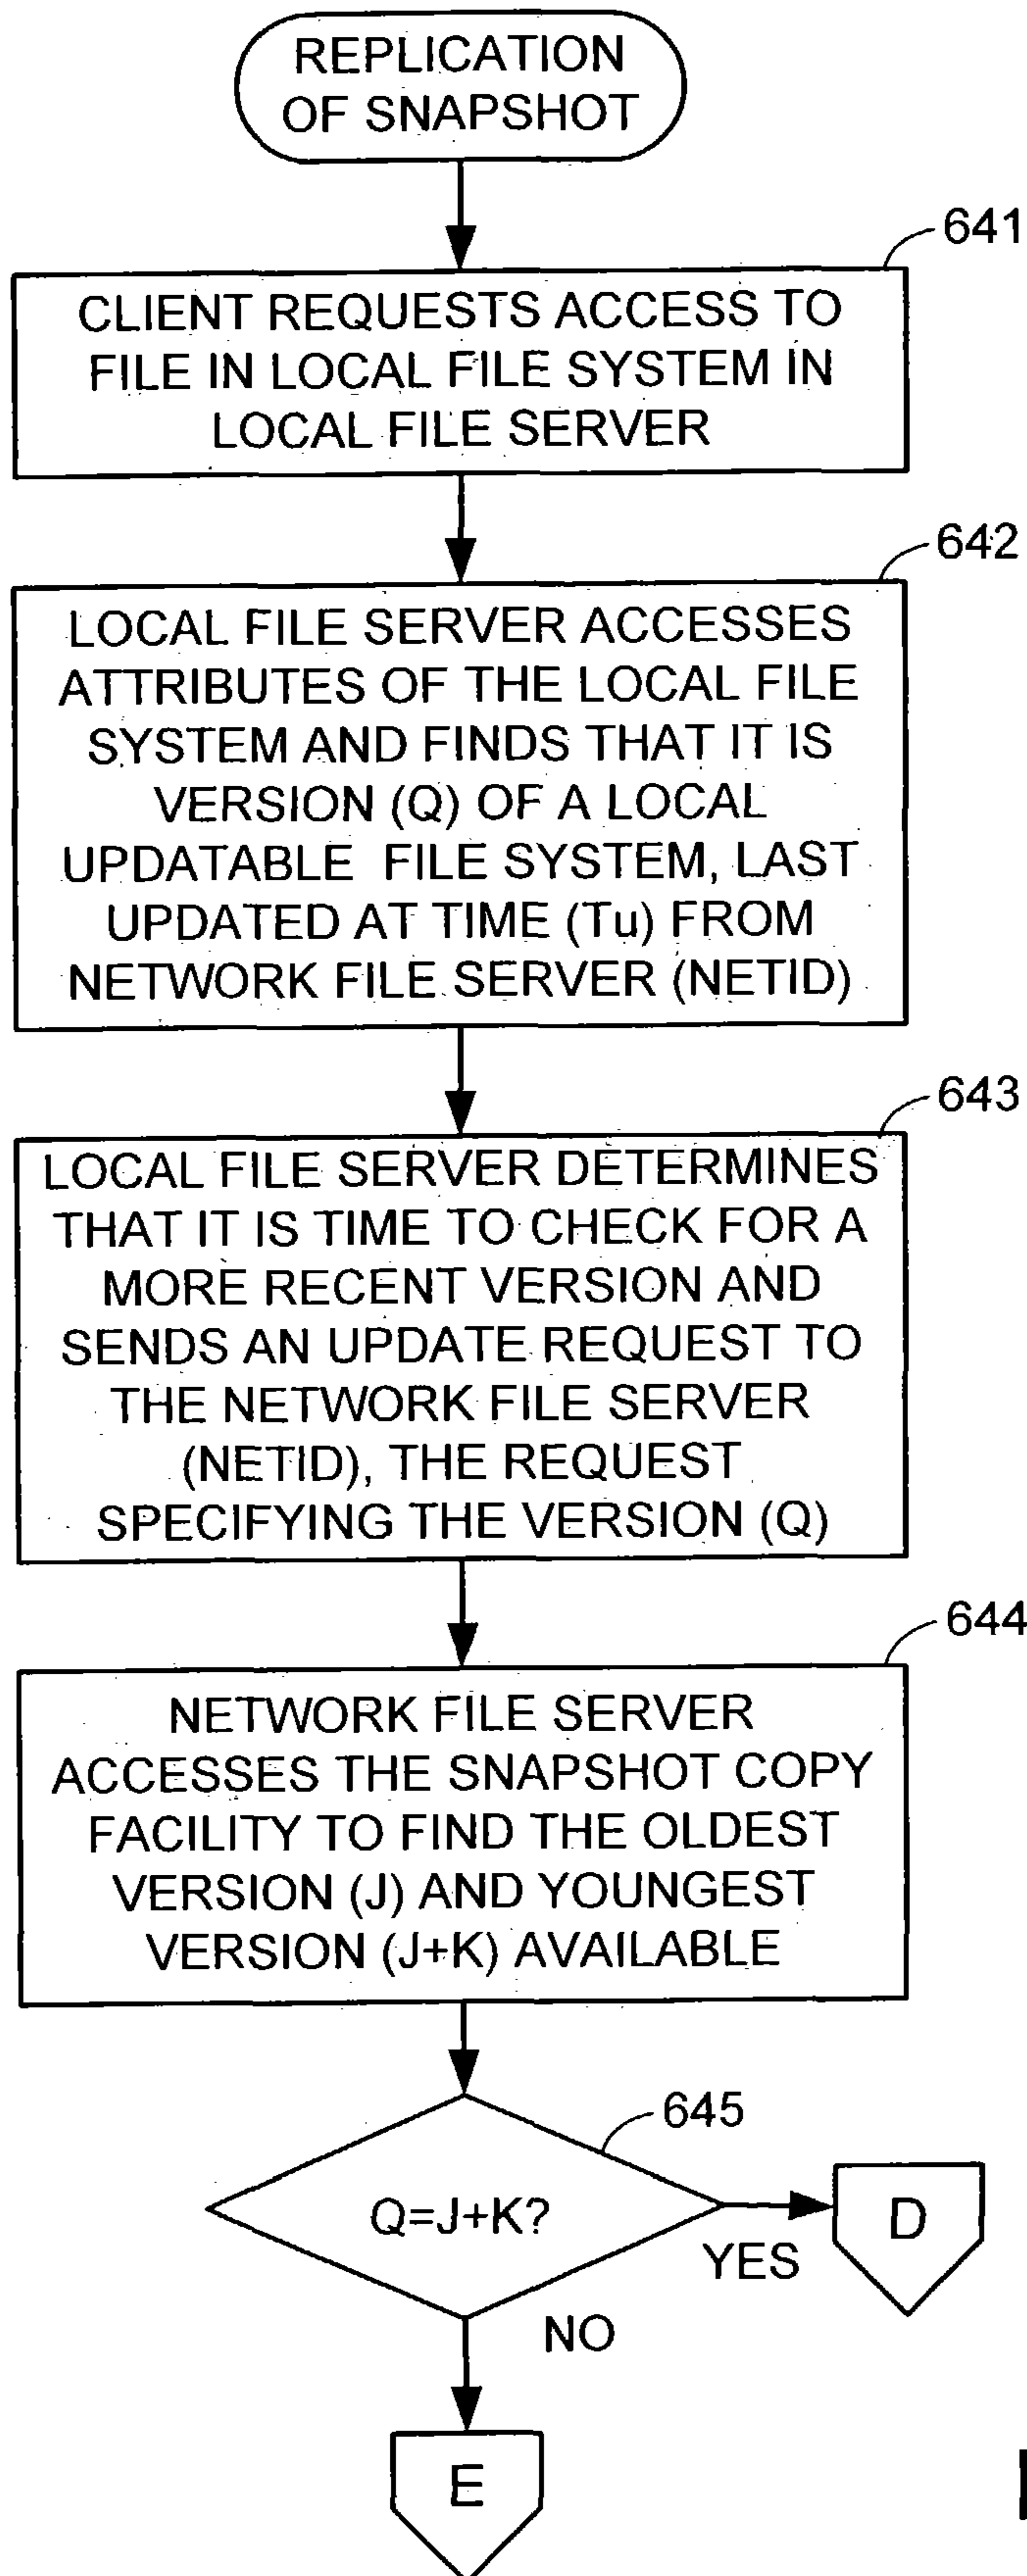 REPLICATION
OF SNAPSHOT
641
CLIENT REQUESTS ACCESS TO
FILE IN LOCAL FILE SYSTEM IN
LOCAL FILE SERVER
642
LOCAL FILE SERVER ACCESSES
ATTRIBUTES OF THE LOCAL FILE
SYSTEM AND FINDS THAT IT IS
VERSION (Q) OF A LOCAL
UPDATABLE FILE SYSTEM, LAST
UPDATED AT TIME (Tu) FROM
NETWORK FILE SERVER (NETID)
643
LOCAL FILE SERVER DETERMINES
THAT IT IS TIME TO CHECK FOR A
MORE RECENT VERSION AND
SENDS AN UPDATE REQUEST TO
THE NETWORK FILE SERVER
(NETID), THE REQUEST
SPECIFYING THE VERSION (Q)
644
NETWORK FILE SERVER
ACCESSES THE SNAPSHOT COPY
FACILITY TO FIND THE OLDEST
VERSION (J) AND YOUNGEST
VERSION (J+K) AVAILABLE
645
Q=J+K?
YES
D
NO
E